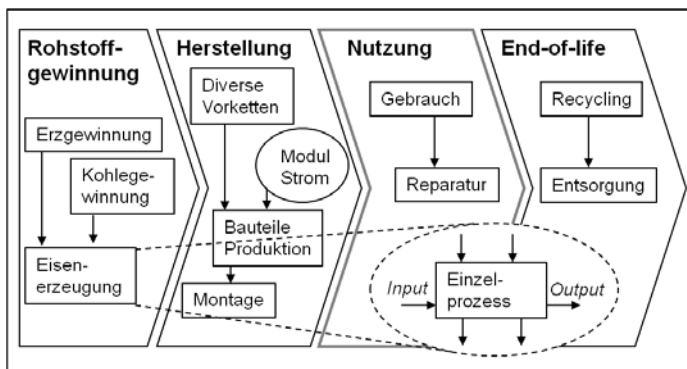 Rohstoff-
gewinnung
Erzgewinnung
Kohlege-
winnung
Eisen-
erzeugung
Herstellung
Diverse
Vorketten
Modul
Strom
Bauteile
Produktion
Montage
Nutzung
Gebrauch
Reparatur
End-of-life
Recycling
Entsorgung
Input
Einzel-
prozess
Output